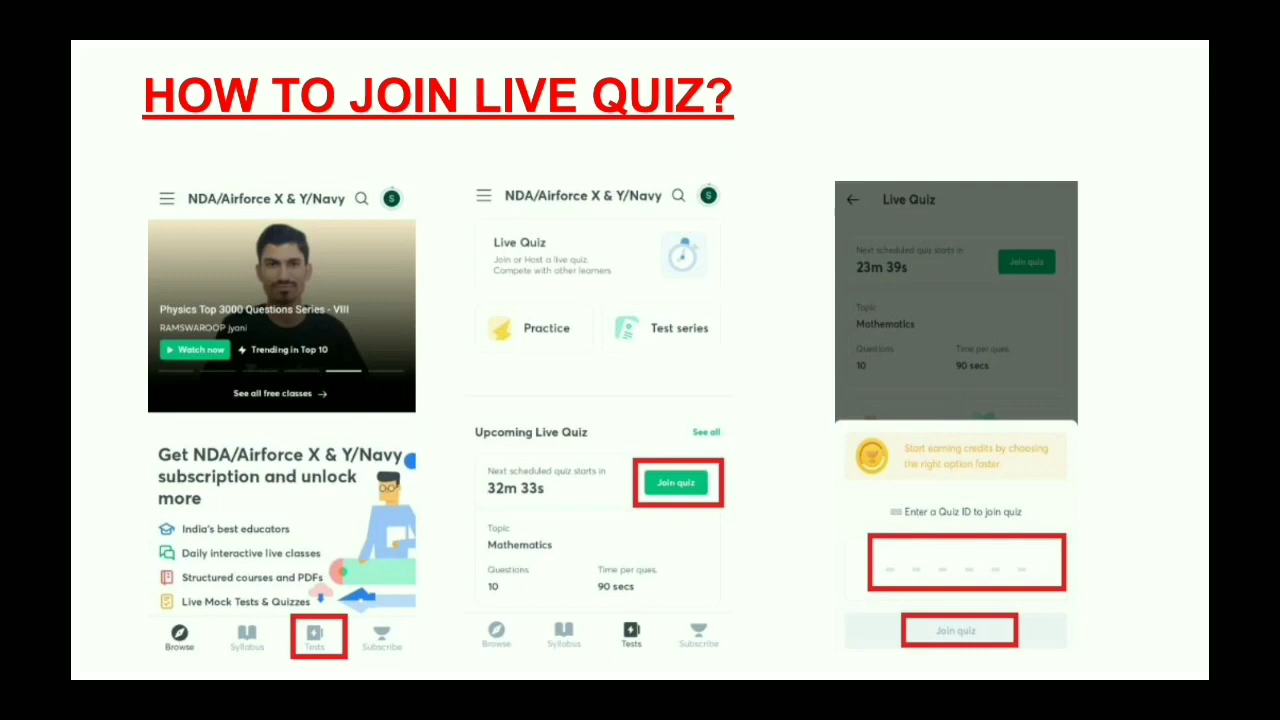 HOW TO JOIN LIVE QUIZ?
NDA/Airforce X & Y/Navy
S
Physics Top 3000 Questions Series - VIII
RAMSWAROOP jyani
Watch now
Trending in Top 10
See all free classes →
Get NDA/Airforce X & Y/Navy
subscription and unlock
more
India's best educators
Daily interactive live classes
Structured courses and PDFs
Live Mock Tests & Quizzes
Browse
Syllabus
Tests
Subscribe
NDA/Airforce X & Y/Navy
S
Live Quiz
Join or Host a live quiz.
Compete with other learners
Practice
Test series
Upcoming Live Quiz
See all
Next scheduled quiz starts in
32m 33s
Join quiz
Topic
Mathematics
Questions
Time per ques.
10
90 secs
Browse
Syllabus
Tests
Subscribe
← Live Quiz
Next scheduled quiz starts in
23m 39s
Join quiz
Topic
Mathematics
Questions
Time per ques.
10
90 secs
Start earning credits by choosing
the right option faster
Enter a Quiz ID to join quiz
Join quiz